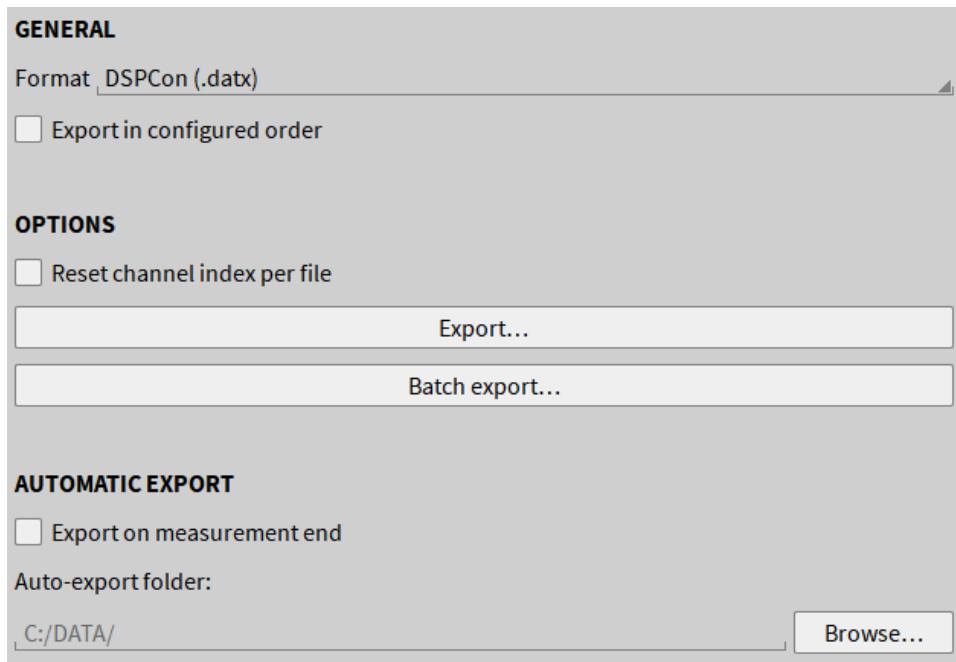 GENERAL
Format DSPCon (.datx)
Export in configured order
OPTIONS
Reset channel index per file
Export...
Batch export...
AUTOMATIC EXPORT
Export on measurement end
Auto-export folder:
C:/DATA/ Browse...